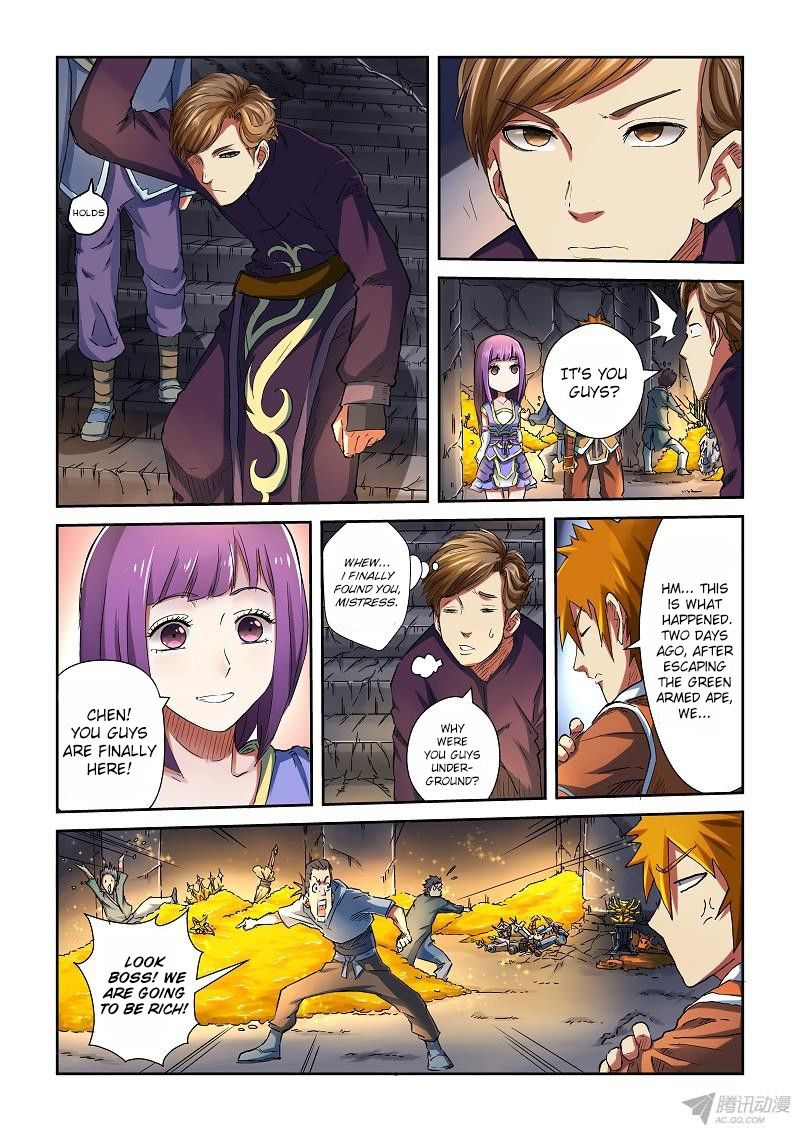 HOLDS
IT'S YOU
GUYS?
CHEN!
YOU GUYS
ARE FINALLY
HERE!
WHEW...
I FINALLY
FOUND YOU,
MISTRESS.
WHY
WERE
YOU GUYS
UNDER-
GROUND?
HM... THIS
IS WHAT
HAPPENED.
TWO DAYS
AGO, AFTER
ESCAPING
THE GREEN
ARMED APE,
WE...
LOOK
BOSS! WE
ARE GOING
TO BE RICH!
腾讯动漫
AC.QQ.COM